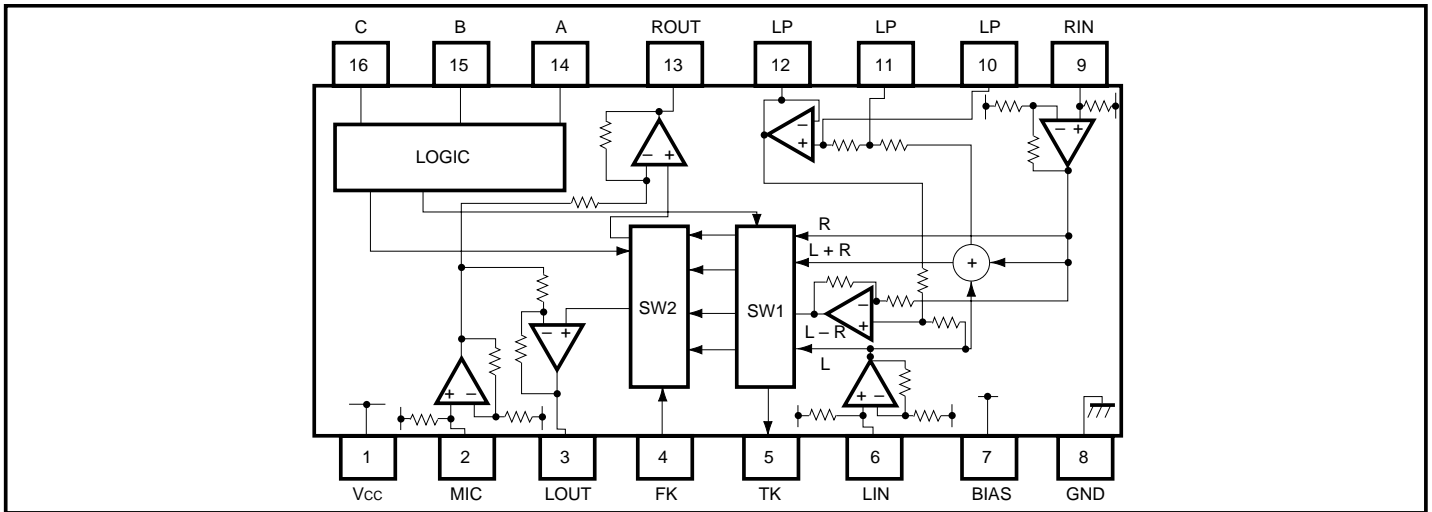 C B A ROUT LP LP LP RIN
16 15 14 13 12 11 10 9
− +
− +
− +
LOGIC
R
L + R
+
SW2 SW1
− +
L – R
− +
L
+ −
+ −
1 2 3 4 5 6 7 8
Vcc MIC LOUT FK TK LIN BIAS GND